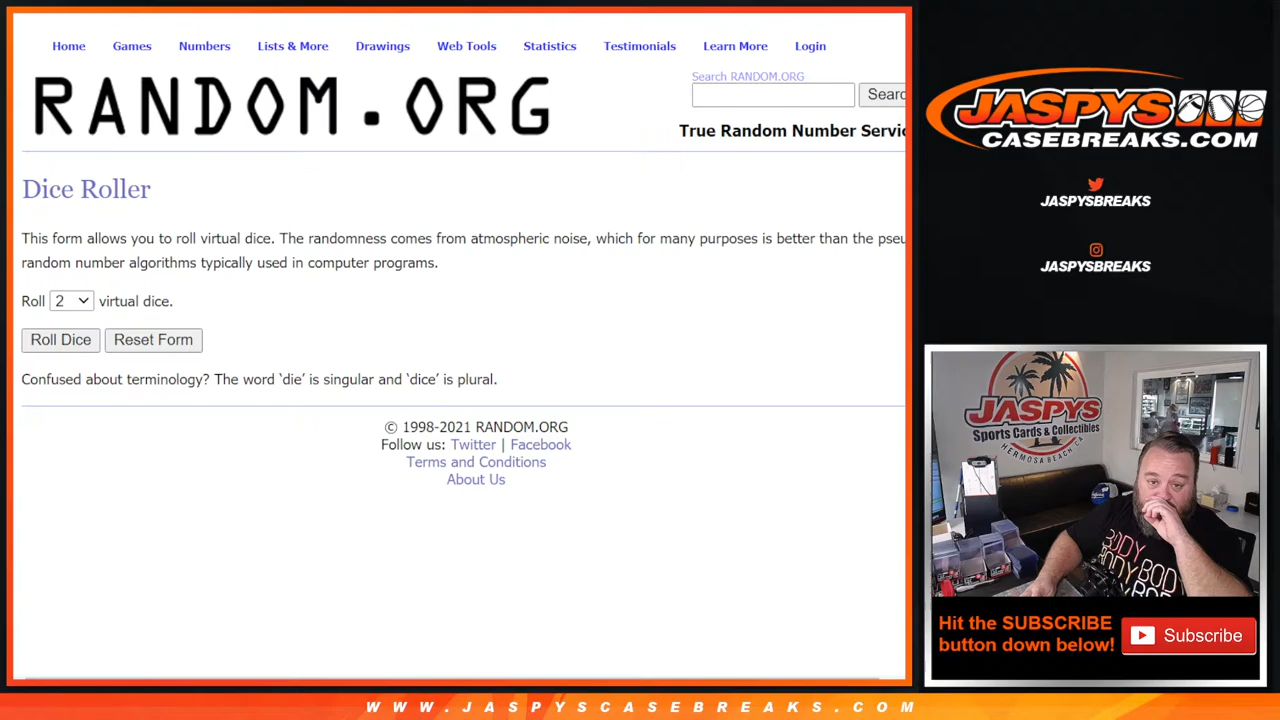 Home Games Numbers Lists & More Drawings Web Tools Statistics Testimonials Learn More Login
RANDOM.ORG
Search RANDOM.ORG
Searc
True Random Number Servic
Dice Roller
This form allows you to roll virtual dice. The randomness comes from atmospheric noise, which for many purposes is better than the pseu
random number algorithms typically used in computer programs.
Roll 2 virtual dice.
Roll Dice Reset Form
Confused about terminology? The word ‘die’ is singular and ‘dice’ is plural.
© 1998-2021 RANDOM.ORG
Follow us: Twitter | Facebook
Terms and Conditions
About Us
JASPYS
CASEBREAKS.COM
JASPYSBREAKS
JASPYSBREAKS
JASPYS
Sports Cards & Collectibles
HERMOSA BEACH CA
BODY
BODY
Hit the SUBSCRIBE
button down below!
Subscribe
WWW.JASPYSCASEBREAKS.COM